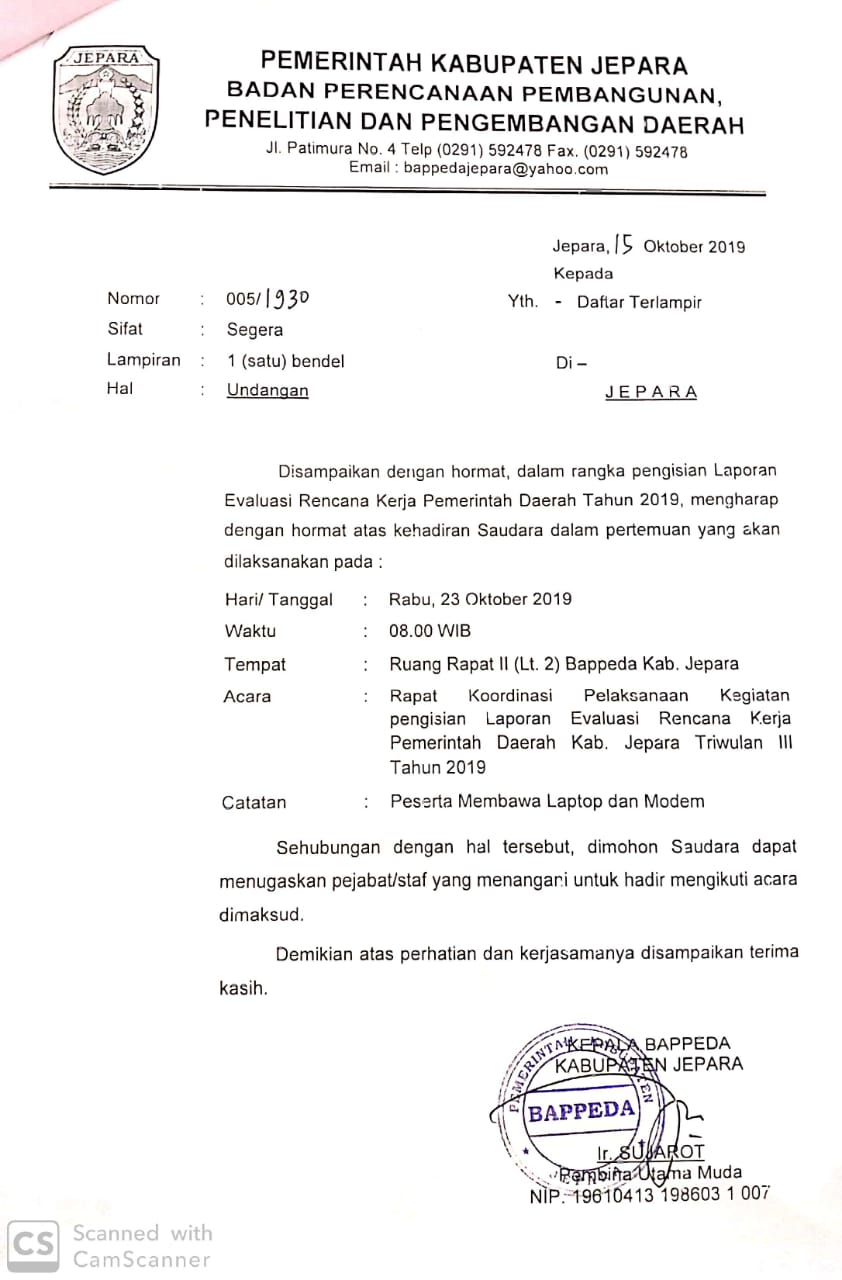 JEPARA
PEMERINTAH KABUPATEN JEPARA
BADAN PERENCANAAN PEMBANGUNAN,
PENELITIAN DAN PENGEMBANGAN DAERAH
Jl. Patimura No. 4 Telp (0291) 592478 Fax. (0291) 592478
Email : bappedajepara@yahoo.com
Jepara, 15 Oktober 2019
Kepada
Nomor : 005/1930
Yth. - Daftar Terlampir
Sifat : Segera
Lampiran : 1 (satu) bendel
Di –
Hal : Undangan
J E P A R A
Disampaikan dengan hormat, dalam rangka pengisian Laporan
Evaluasi Rencana Kerja Pemerintah Daerah Tahun 2019, mengharap
dengan hormat atas kehadiran Saudara dalam pertemuan yang akan
dilaksanakan pada :
Hari/ Tanggal : Rabu, 23 Oktober 2019
Waktu : 08.00 WIB
Tempat : Ruang Rapat II (Lt. 2) Bappeda Kab. Jepara
Acara : Rapat Koordinasi Pelaksanaan Kegiatan
pengisian Laporan Evaluasi Rencana Kerja
Pemerintah Daerah Kab. Jepara Triwulan III
Tahun 2019
Catatan : Peserta Membawa Laptop dan Modem
Sehubungan dengan hal tersebut, dimohon Saudara dapat
menugaskan pejabat/staf yang menangani untuk hadir mengikuti acara
dimaksud.
Demikian atas perhatian dan kerjasamanya disampaikan terima
kasih.
KEPALA BAPPEDA
KABUPATEN JEPARA
PEMERINTAH KABUPATEN
BAPPEDA
JEPARA
Ir. SUJAROT
Pembina Utama Muda
NIP. 19610413 198603 1 007
CS Scanned with
CamScanner